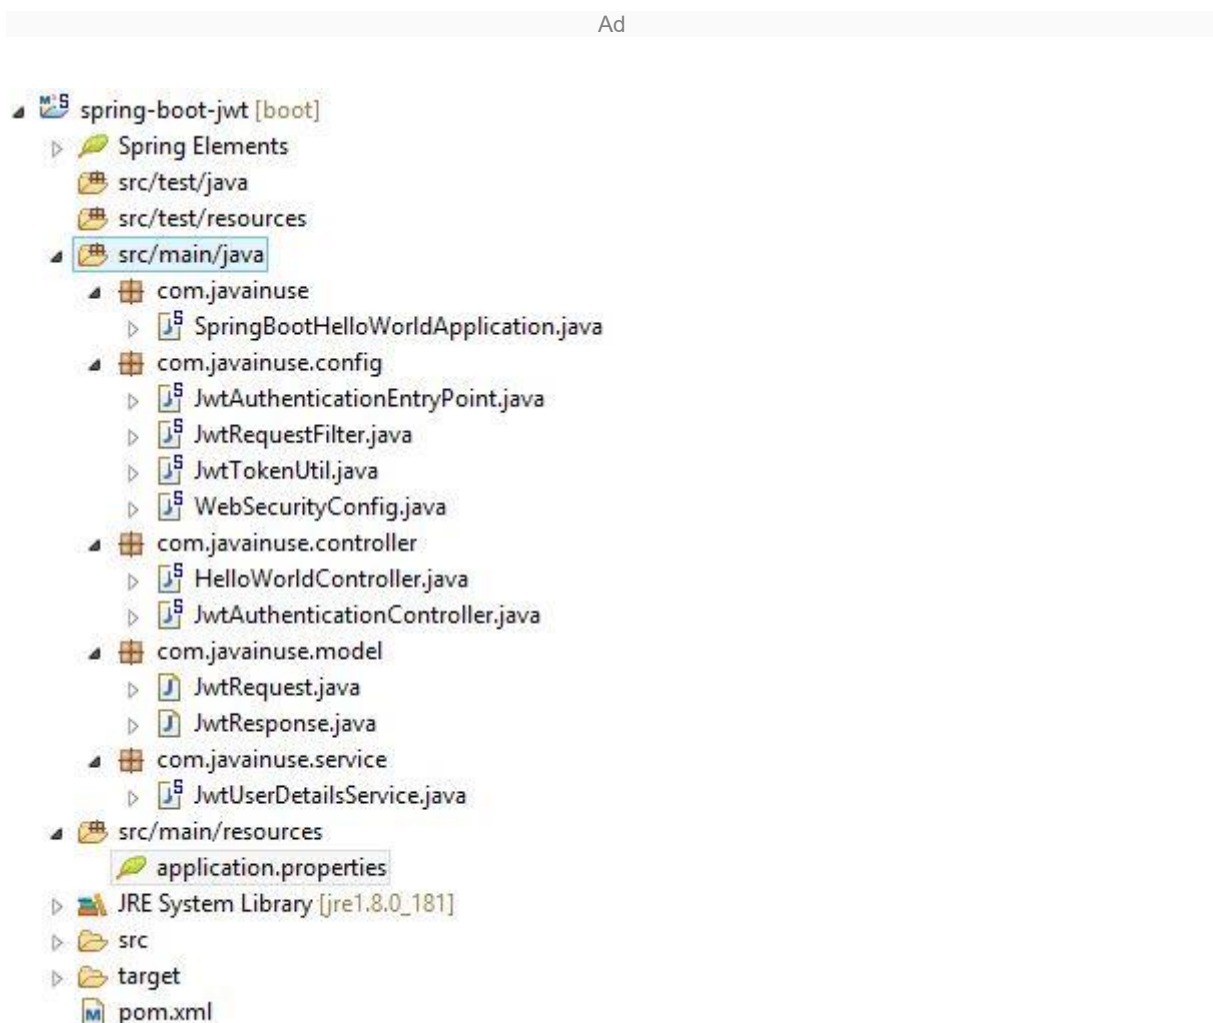 Ad
spring-boot-jwt [boot]
Spring Elements
src/test/java
src/test/resources
src/main/java
com.javainuse
SpringBootHelloWorldApplication.java
com.javainuse.config
JwtAuthenticationEntryPoint.java
JwtRequestFilter.java
JwtTokenUtil.java
WebSecurityConfig.java
com.javainuse.controller
HelloWorldController.java
JwtAuthenticationController.java
com.javainuse.model
JwtRequest.java
JwtResponse.java
com.javainuse.service
JwtUserDetailsService.java
src/main/resources
application.properties
JRE System Library [jre1.8.0_181]
src
target
pom.xml